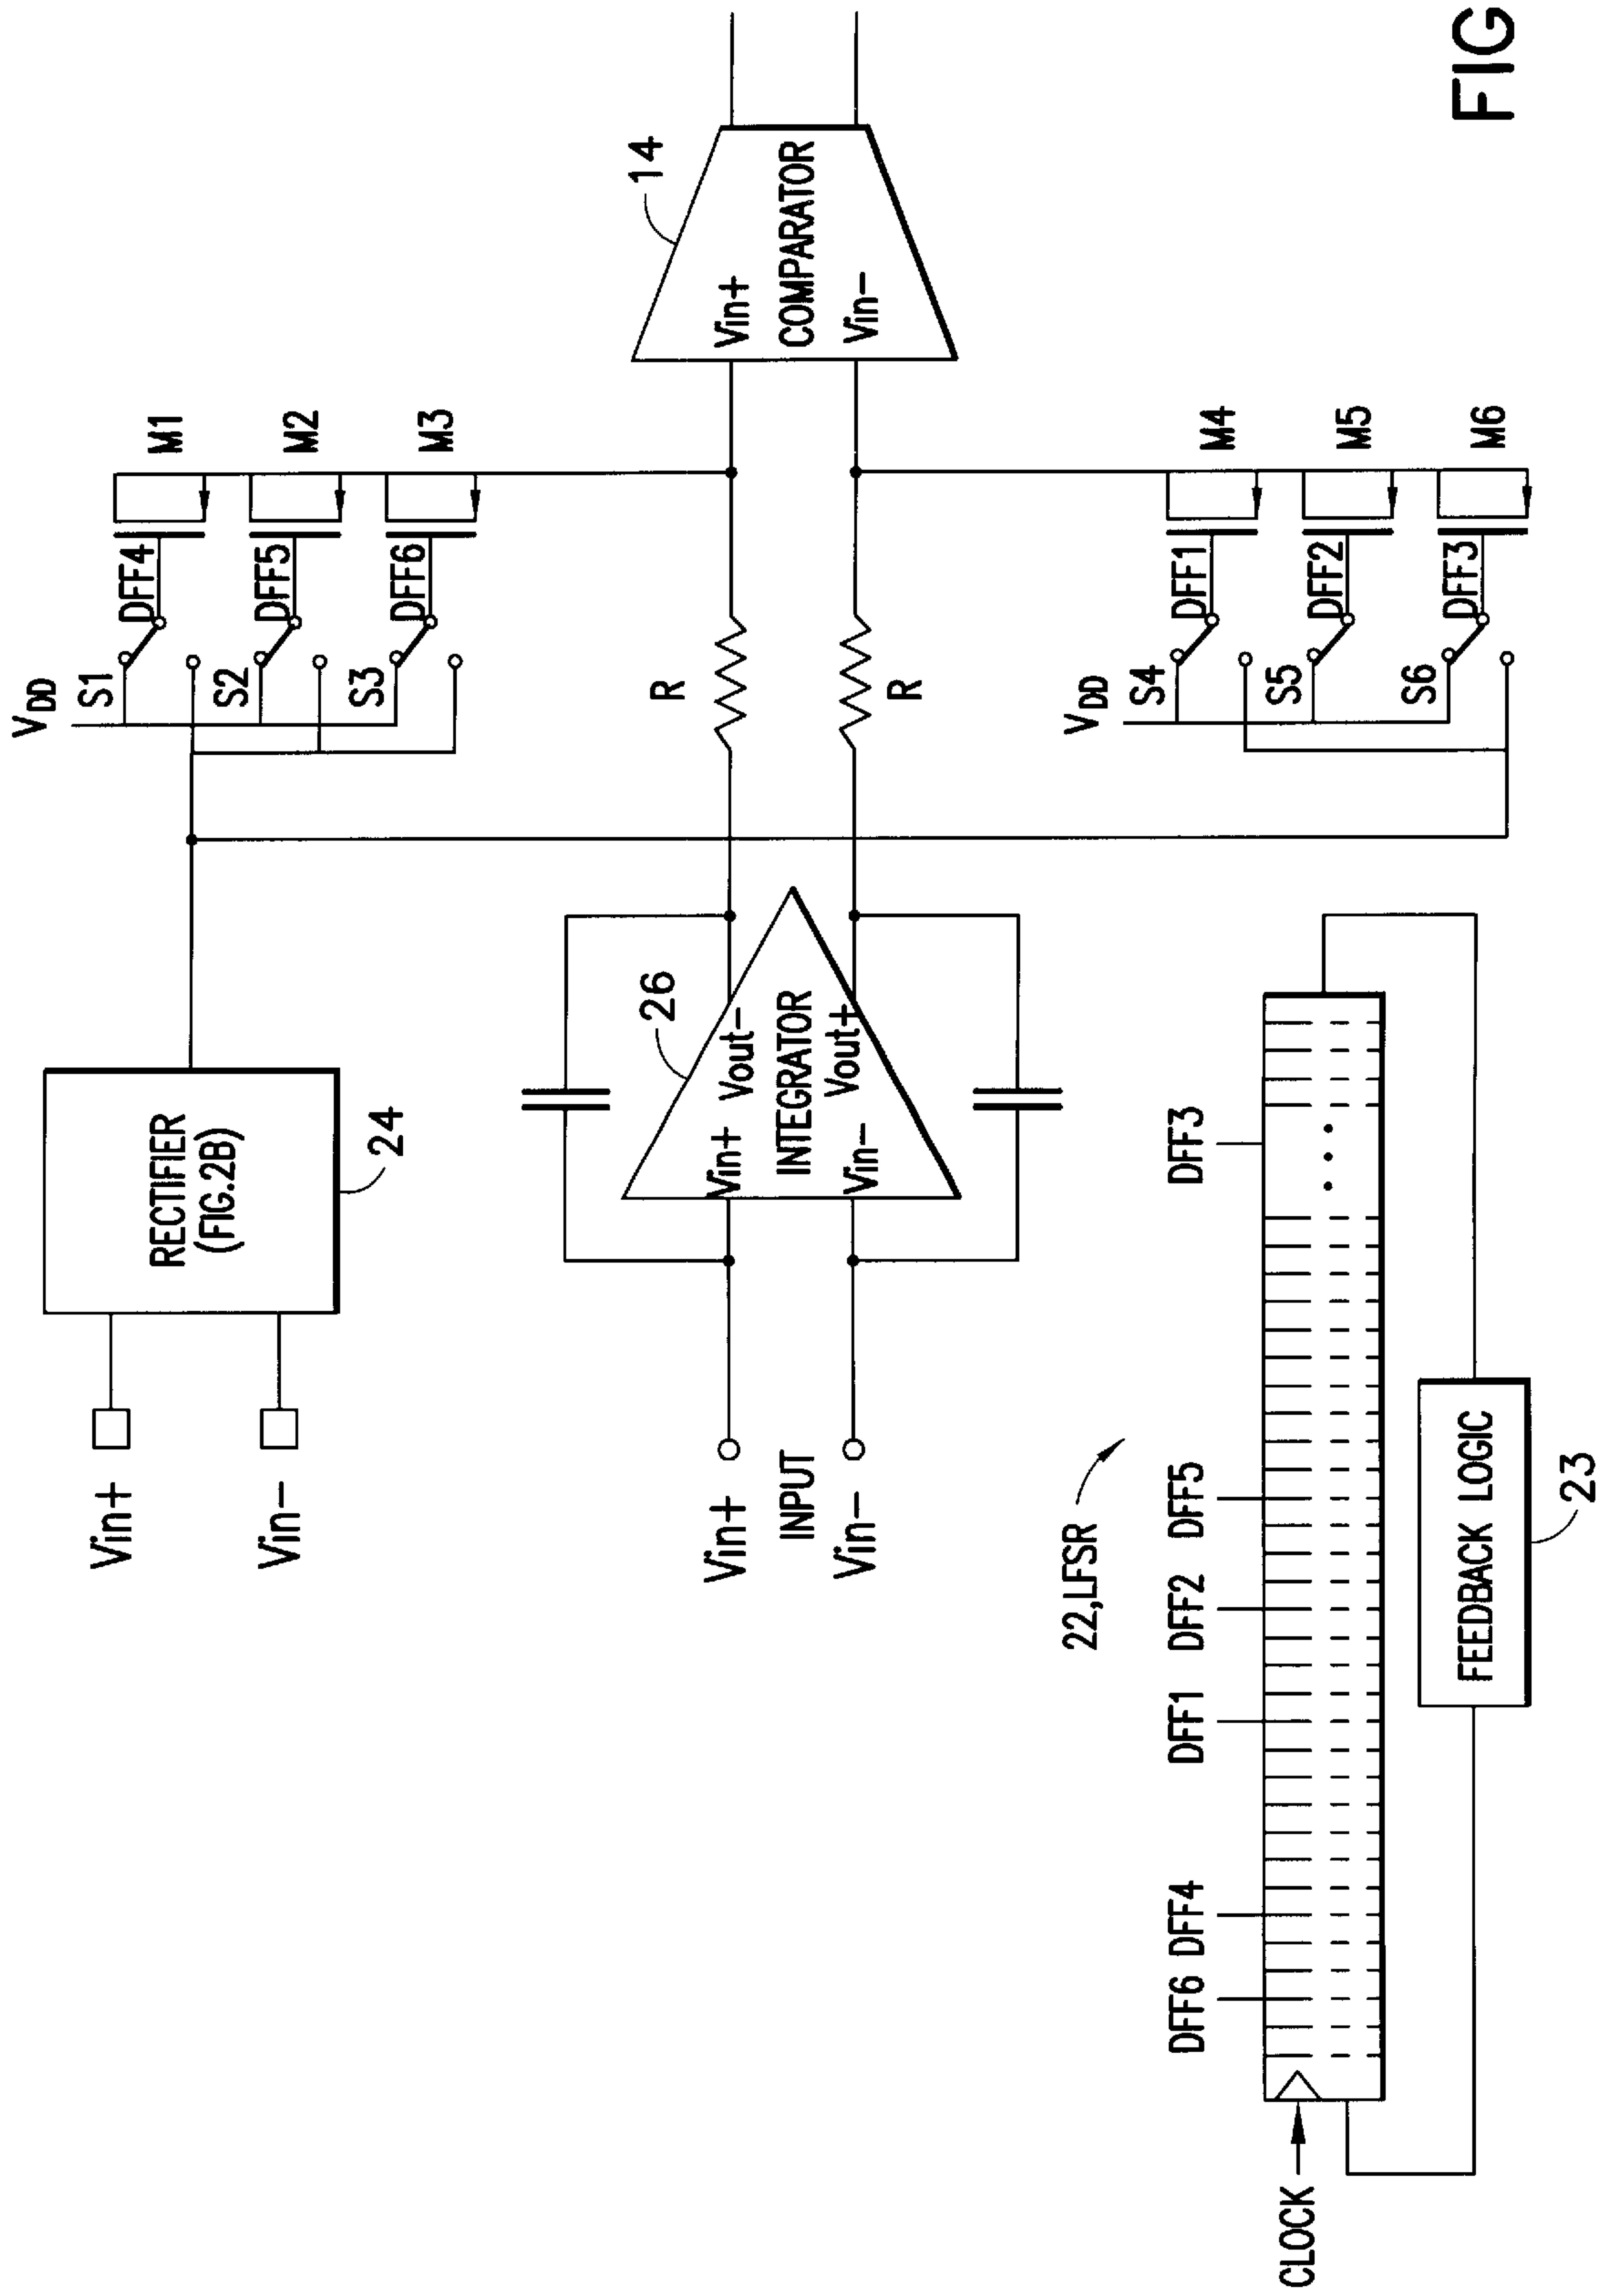 FIG
14
Vin+
COMPARATOR
Vin−
M1
M2
M3
M4
M5
M6
DFF4
DFF5
DFF6
DFF1
DFF2
DFF3
VDD
S1
S2
S3
R
R
VDD
S4
S5
S6
RECTIFIER
(FIG.2B)
24
26
Vin+
Vout−
INTEGRATOR
Vin−
Vout+
Vin+
Vin−
Vin+
INPUT
Vin−
22,LFSR
DFF6
DFF4
DFF1
DFF2
DFF5
DFF3
CLOCK
FEEDBACK LOGIC
23